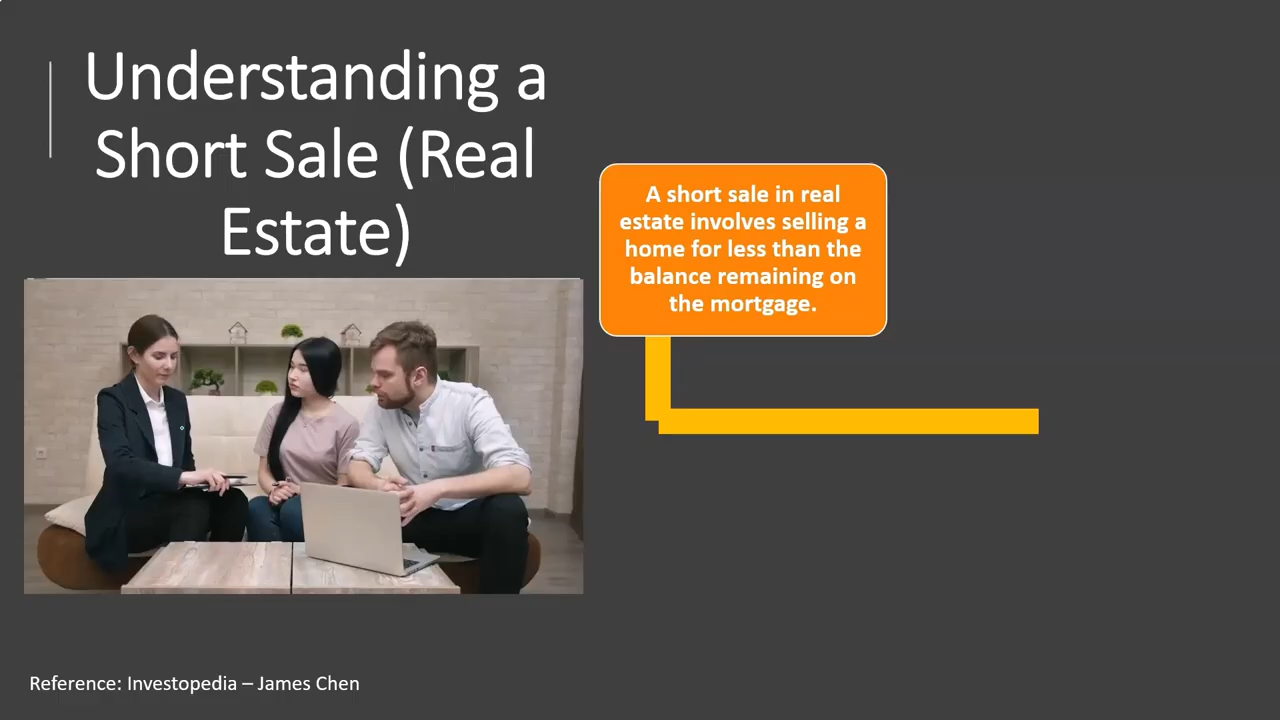 Understanding a
Short Sale (Real
Estate)
A short sale in real
estate involves selling a
home for less than the
balance remaining on
the mortgage.
Reference: Investopedia – James Chen